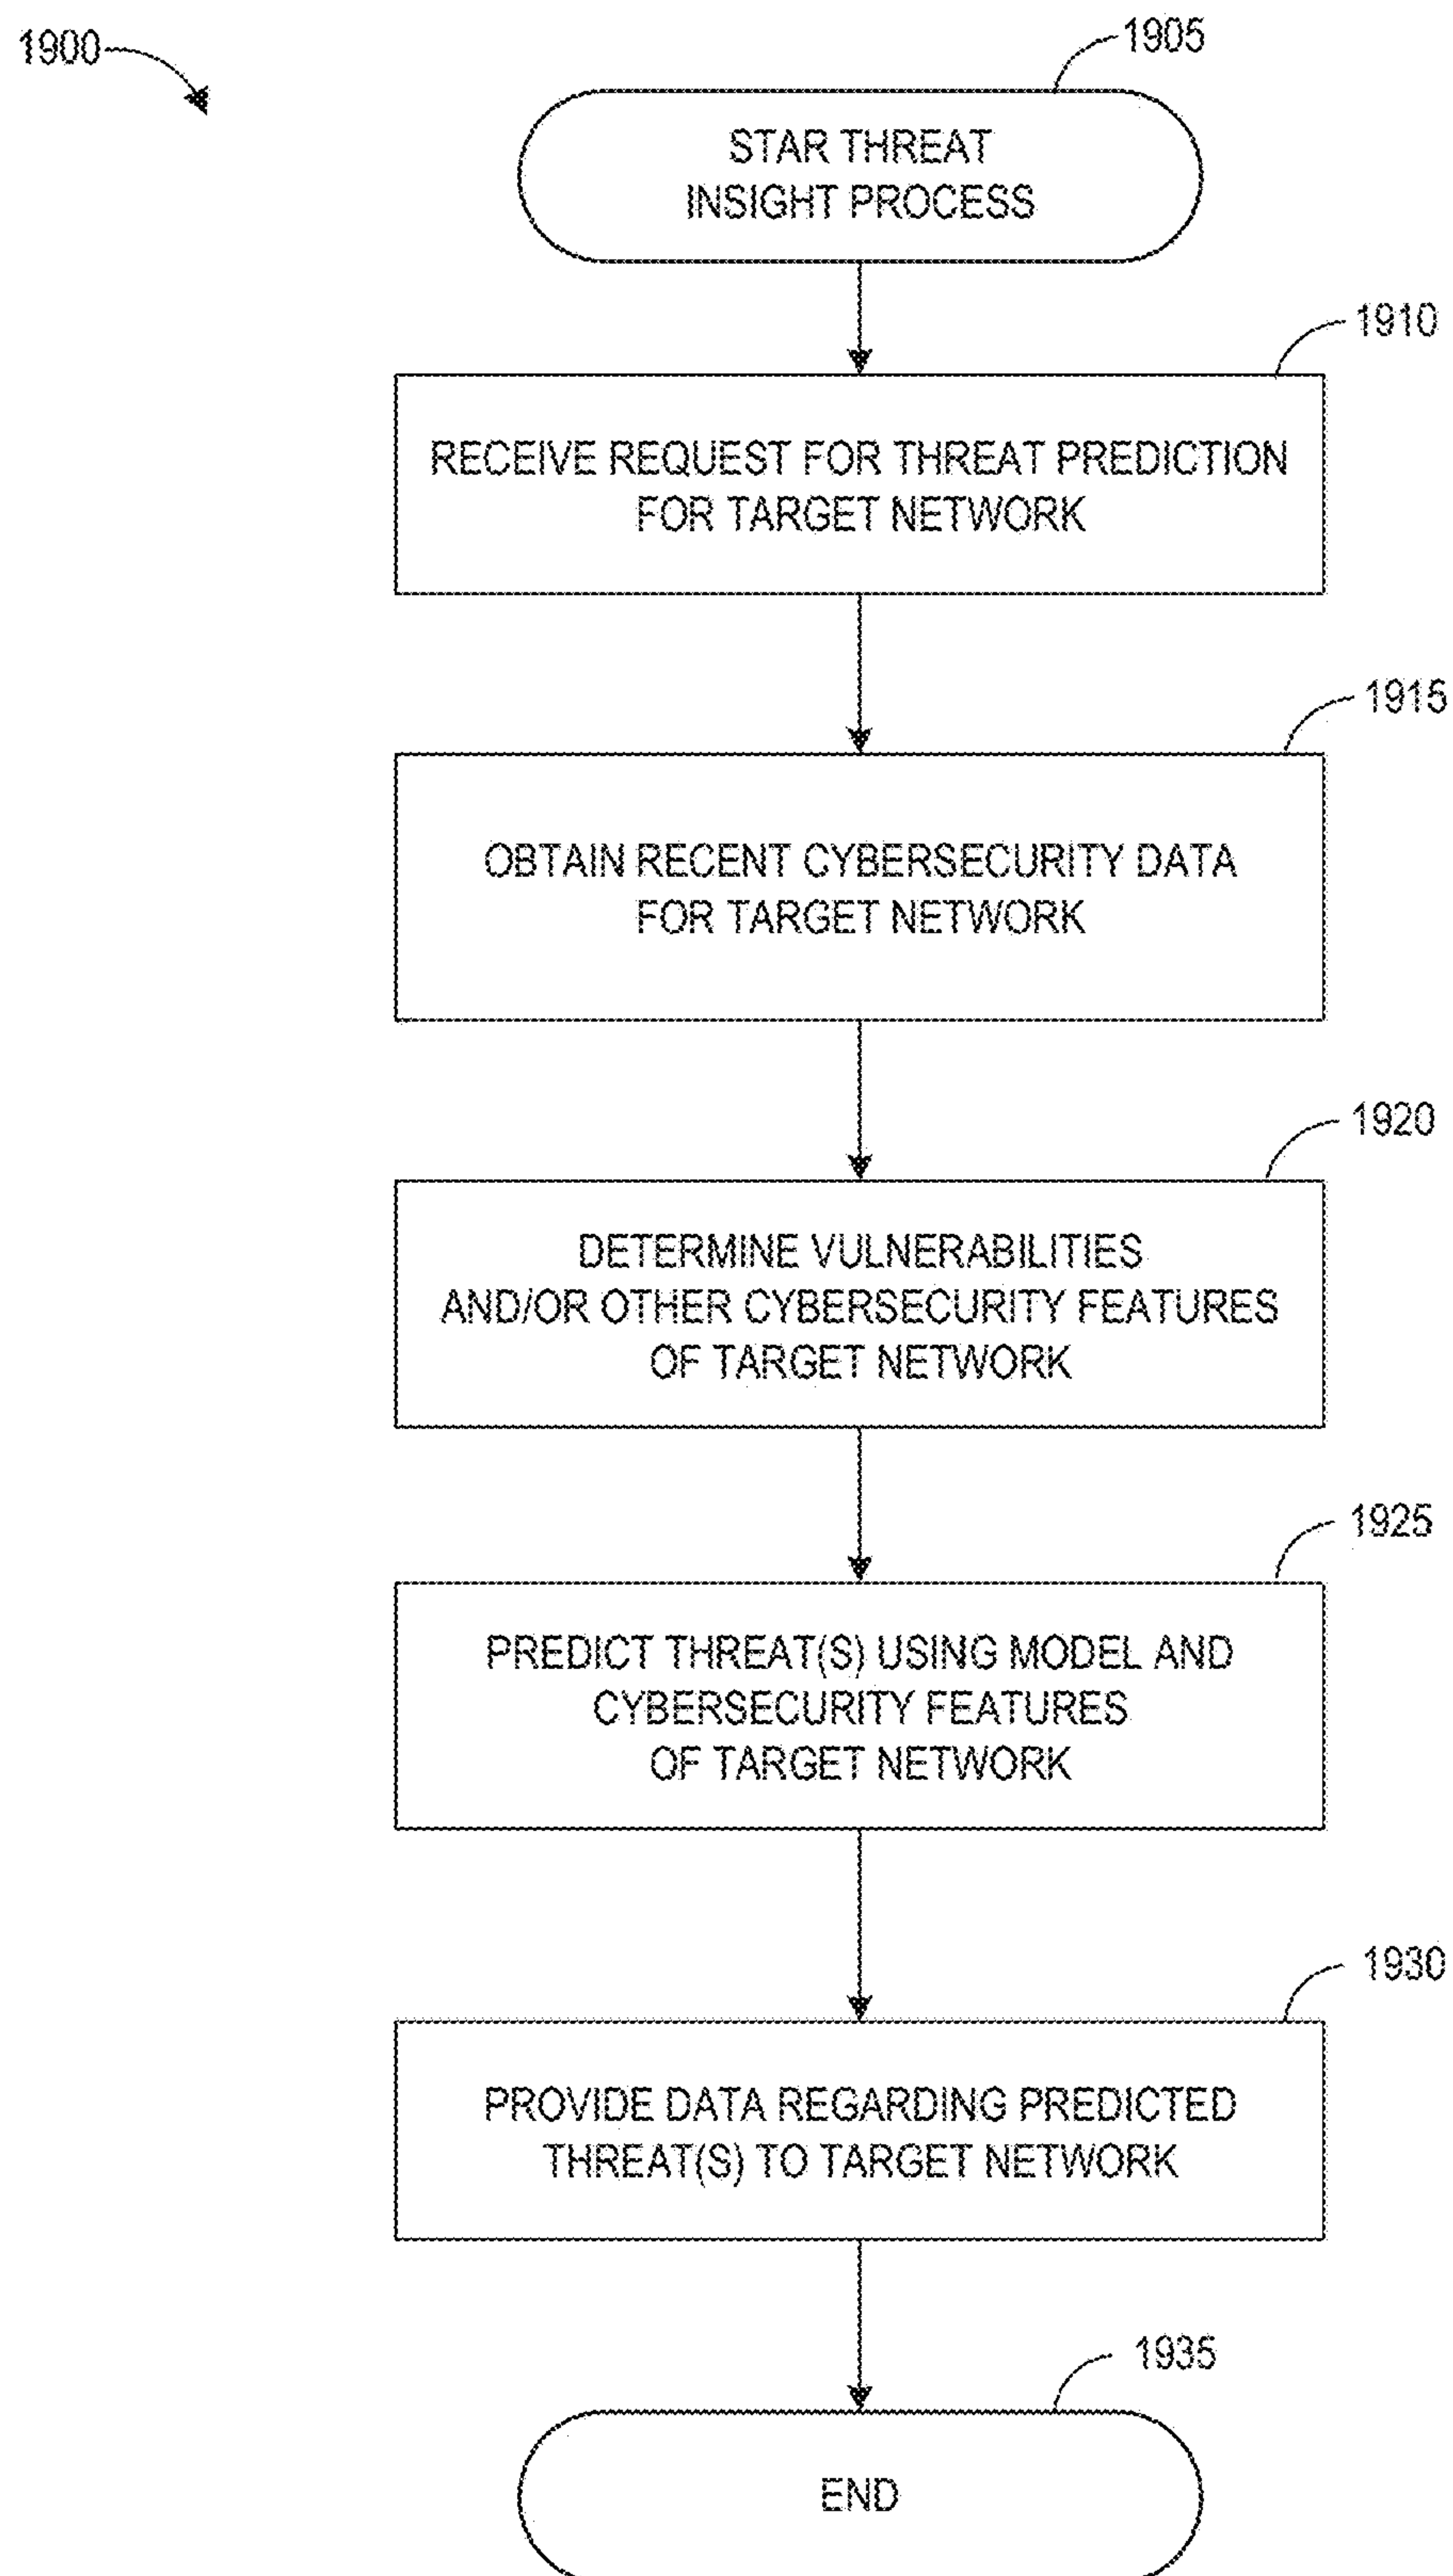 1900
1905
STAR THREAT
INSIGHT PROCESS
1910
RECEIVE REQUEST FOR THREAT PREDICTION
FOR TARGET NETWORK
1915
OBTAIN RECENT CYBERSECURITY DATA
FOR TARGET NETWORK
1920
DETERMINE VULNERABILITIES
AND/OR OTHER CYBERSECURITY FEATURES
OF TARGET NETWORK
1925
PREDICT THREAT(S) USING MODEL AND
CYBERSECURITY FEATURES
OF TARGET NETWORK
1930
PROVIDE DATA REGARDING PREDICTED
THREAT(S) TO TARGET NETWORK
1935
END